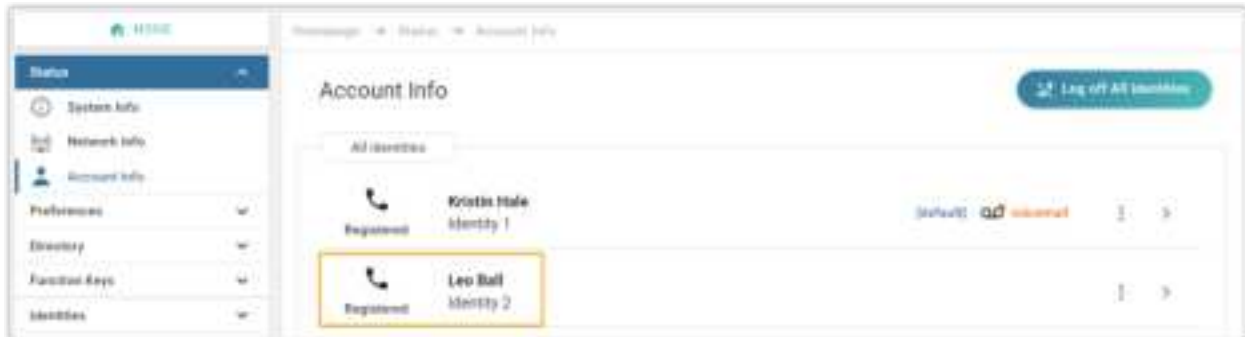 HOME
Homepage → Status → Account Info
Status
System Info
Network Info
Account Info
Preferences
Directory
Function Keys
Identities
Account Info
Log off All Identities
All Identities
Kristin Hale
Identity 1
Registered
[default] voicemail
Leo Ball
Identity 2
Registered